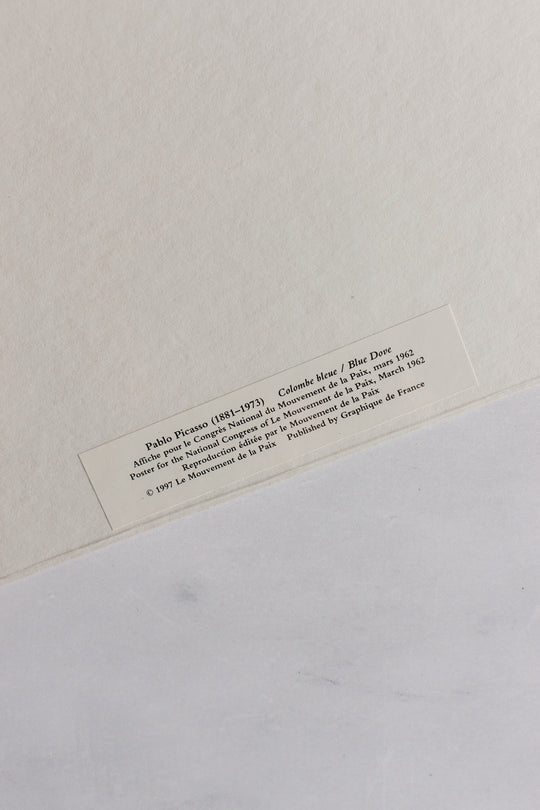 Pablo Picasso (1881–1973) Colombe bleue / Blue Dove
Affiche pour le Congrès National du Mouvement de la Paix, mars 1962
Poster for the National Congress of Le Mouvement de la Paix, March 1962
Reproduction éditée par le Mouvement de la Paix
© 1997 Le Mouvement de la Paix Published by Graphique de France